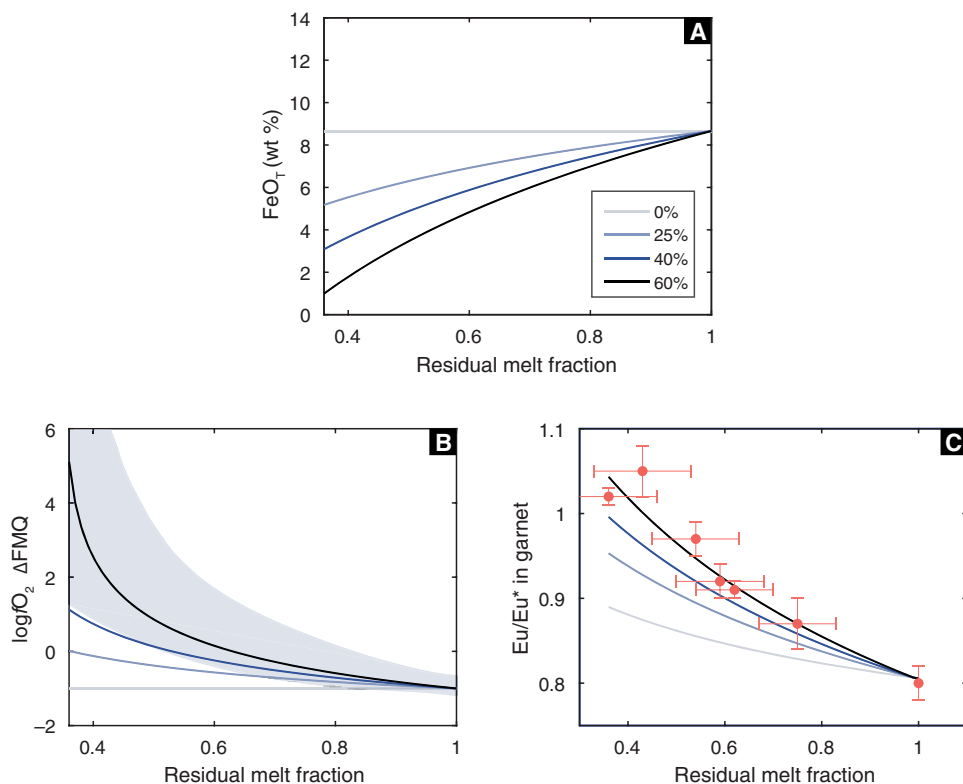 A
14
12
10
8
6
4
2
0
FeO_T (wt %)
0%
25%
40%
60%
0.4 0.6 0.8 1
Residual melt fraction
B
6
4
2
0
−2
logfO₂ ΔFMQ
0.4 0.6 0.8 1
Residual melt fraction
C
1.1
1
0.9
0.8
Eu/Eu* in garnet
0.4 0.6 0.8 1
Residual melt fraction